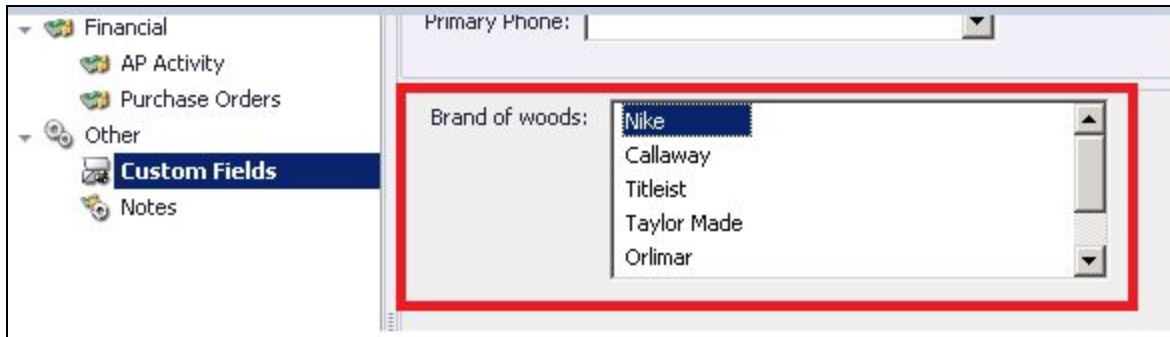 Financial
AP Activity
Purchase Orders
Other
Custom Fields
Notes
Primary Phone:
Brand of woods:
Nike
Callaway
Titleist
Taylor Made
Orlimar